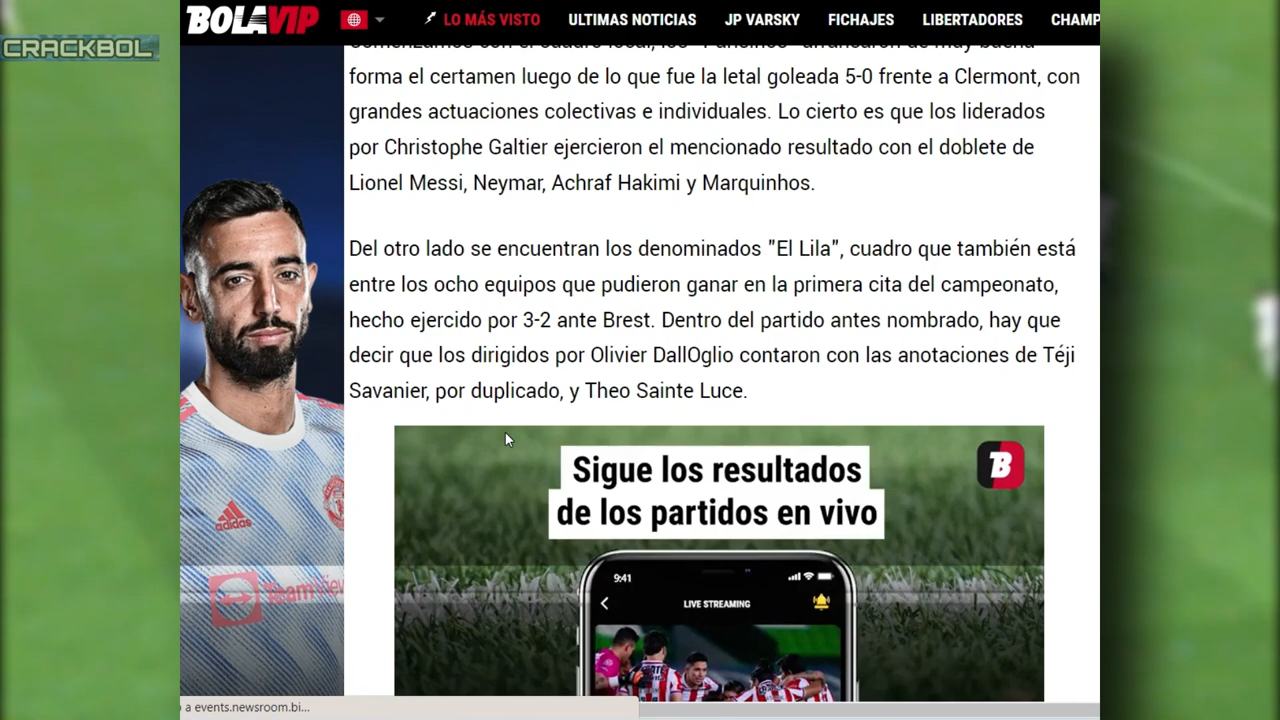 BOLAVIP LO MÁS VISTO ULTIMAS NOTICIAS JP VARSKY FICHAJES LIBERTADORES CHAMP
CRACKBOL
forma el certamen luego de lo que fue la letal goleada 5-0 frente a Clermont, con
grandes actuaciones colectivas e individuales. Lo cierto es que los liderados
por Christophe Galtier ejercieron el mencionado resultado con el doblete de
Lionel Messi, Neymar, Achraf Hakimi y Marquinhos.
Del otro lado se encuentran los denominados "El Lila", cuadro que también está
entre los ocho equipos que pudieron ganar en la primera cita del campeonato,
hecho ejercido por 3-2 ante Brest. Dentro del partido antes nombrado, hay que
decir que los dirigidos por Olivier DallOglio contaron con las anotaciones de Téji
Savanier, por duplicado, y Theo Sainte Luce.
Sigue los resultados
de los partidos en vivo
B
9:41
LIVE STREAMING
adidas
TeamView
a events.newsroom.bi...